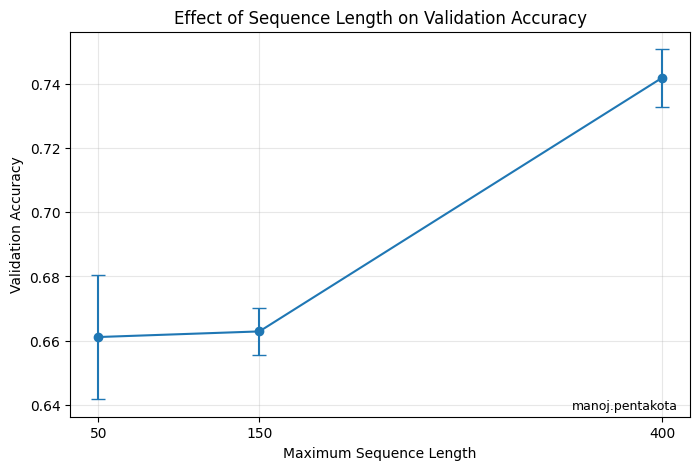 Effect of Sequence Length on Validation Accuracy
Validation Accuracy
0.74
0.72
0.70
0.68
0.66
0.64
manoj.pentakota
50 150 400
Maximum Sequence Length